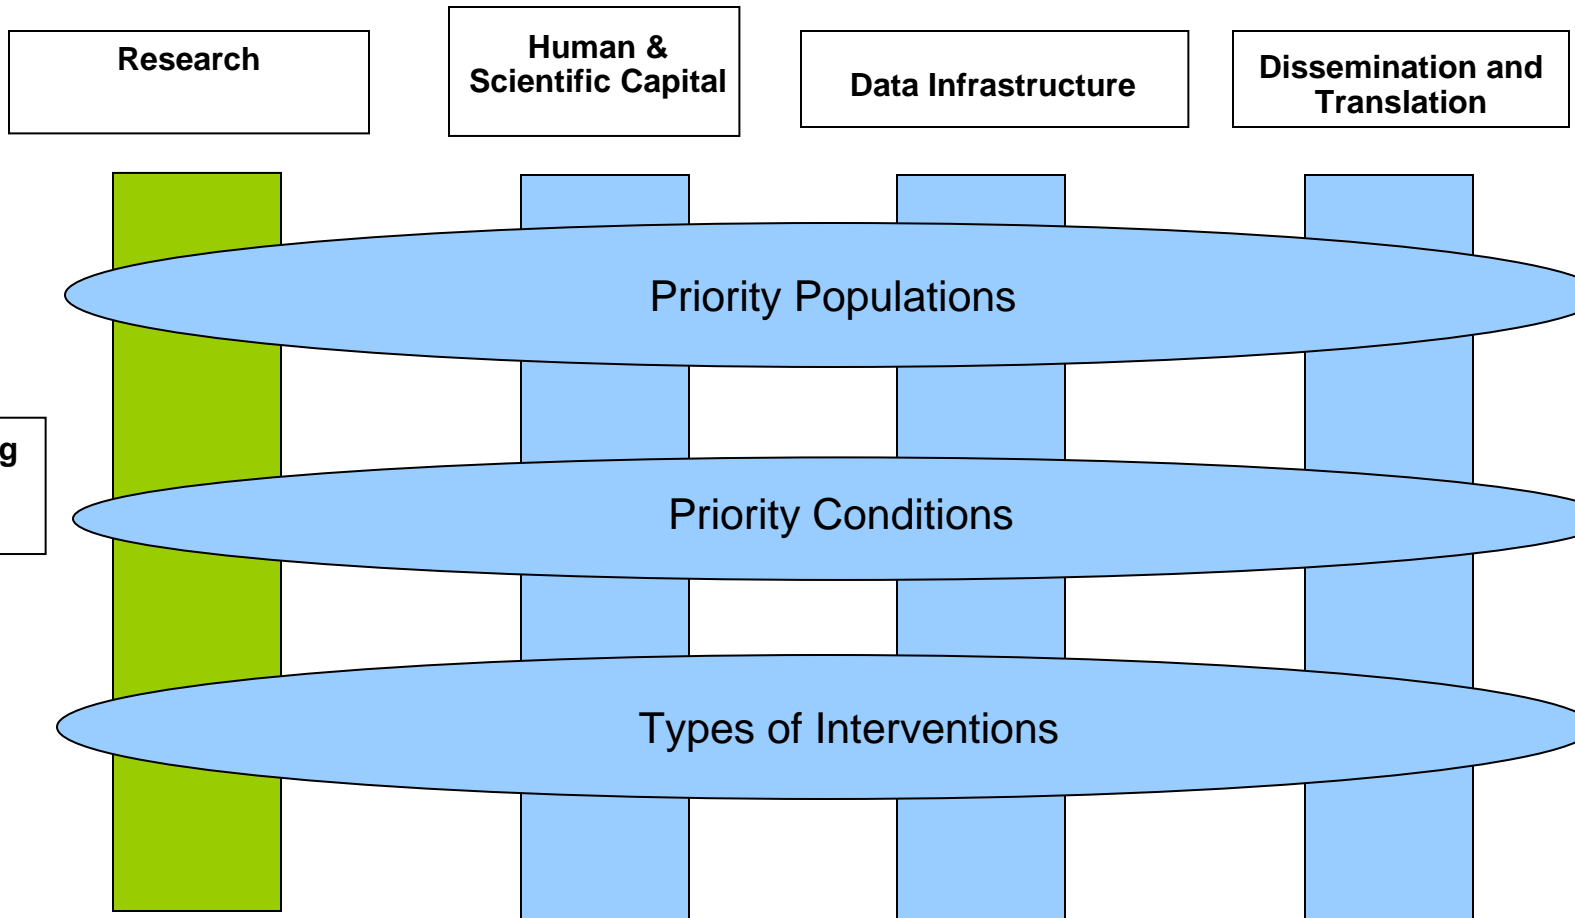 Research
Human &
Scientific Capital
Data Infrastructure
Dissemination and
Translation
Priority Populations
Priority Conditions
Types of Interventions